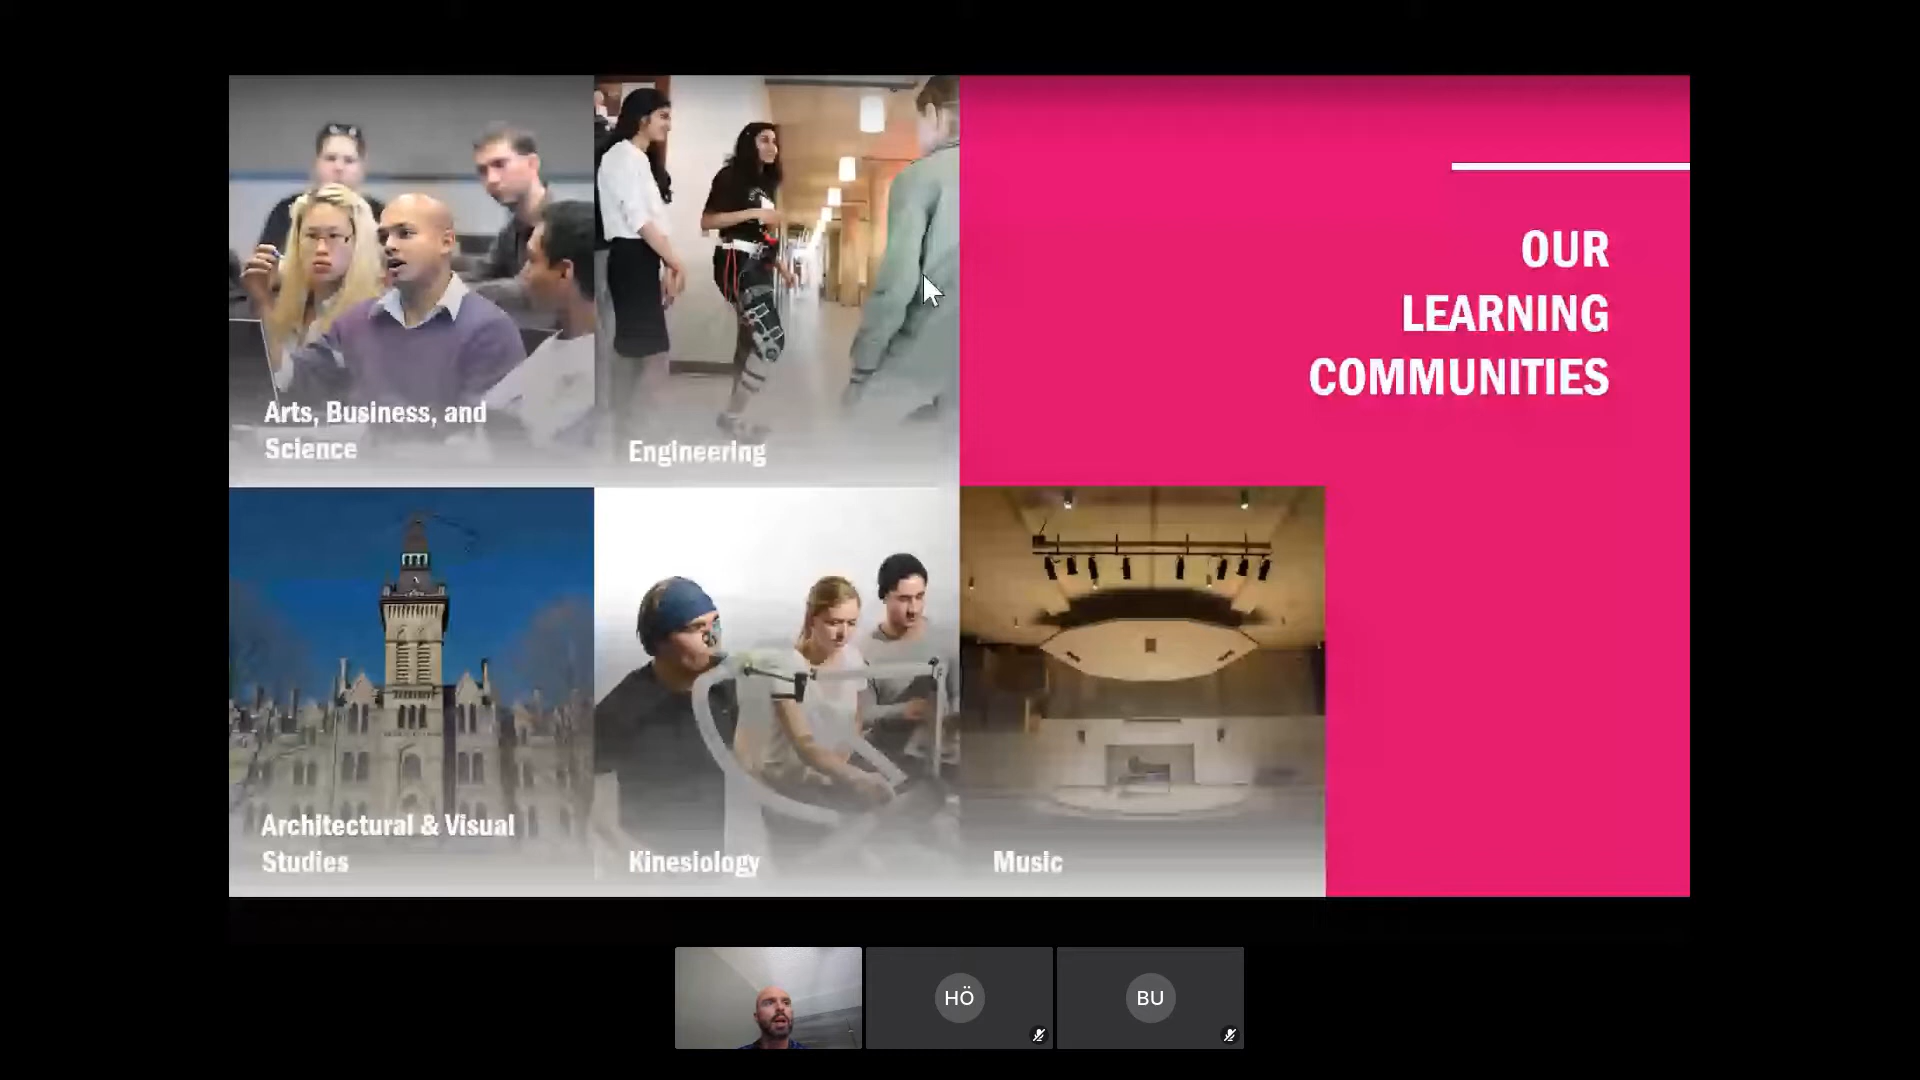 OUR
LEARNING
COMMUNITIES
Arts, Business, and
Science
Engineering
Architectural & Visual
Studies
Kinesiology
Music
HÖ
BU